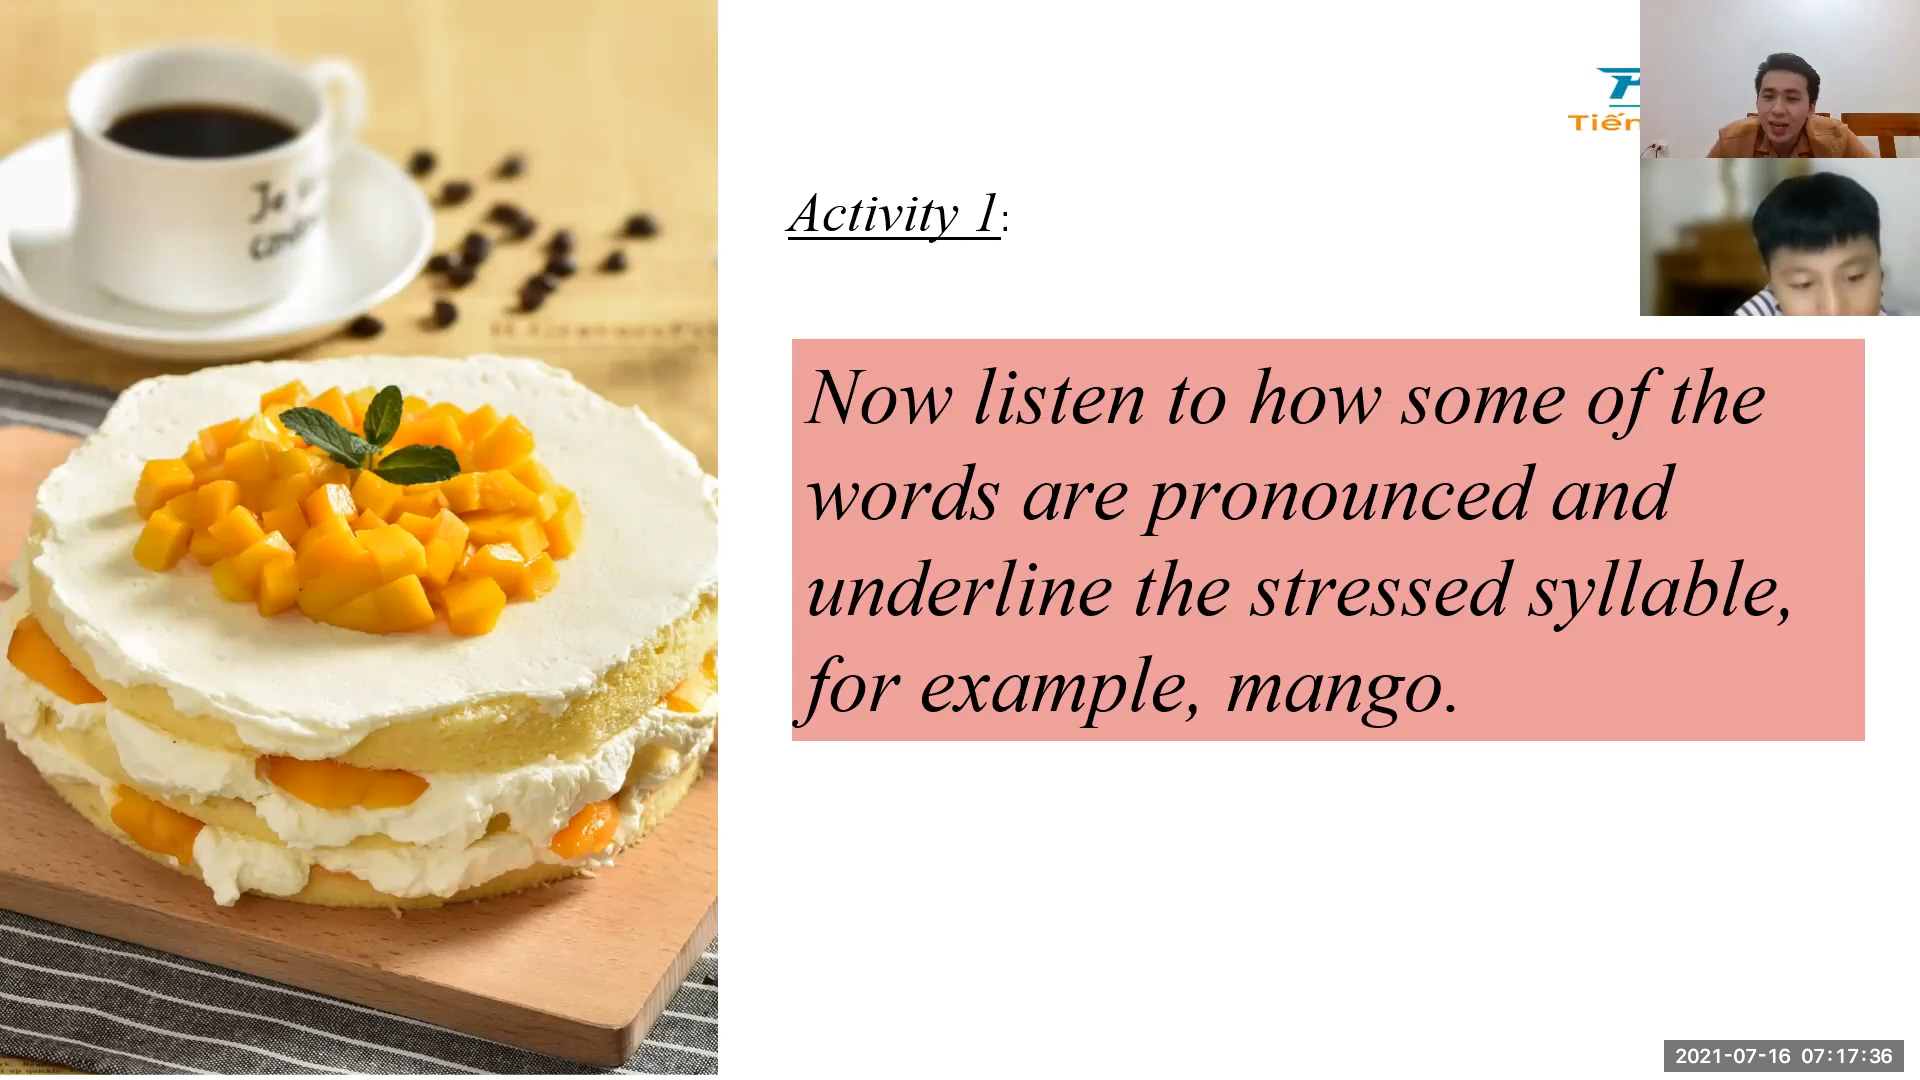 Activity 1:
Now listen to how some of the
words are pronounced and
underline the stressed syllable,
for example, mango.
2021-07-16 07:17:36